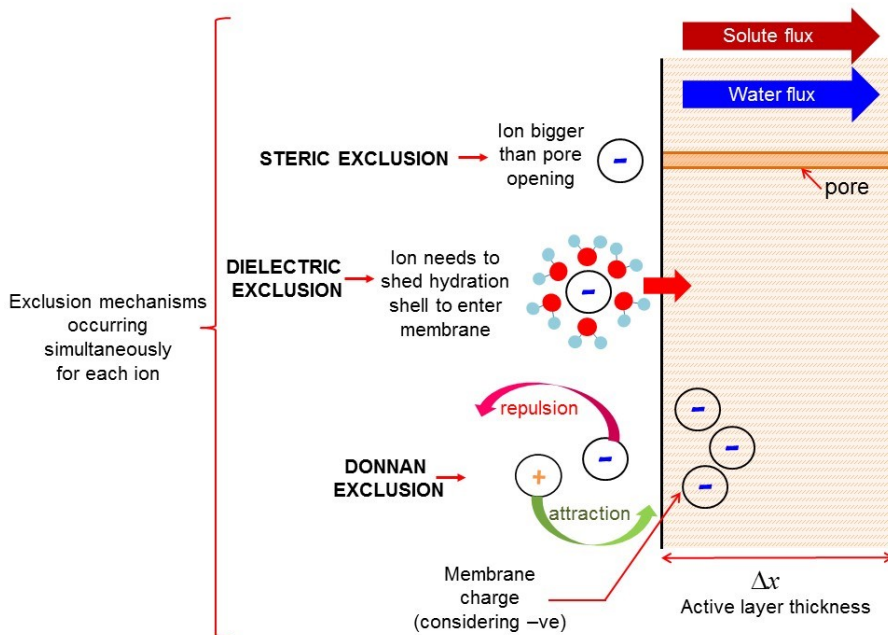 Solute flux
Water flux
STERIC EXCLUSION
Ion bigger
than pore
opening
-
pore
DIELECTRIC
EXCLUSION
Ion needs to
shed hydration
shell to enter
membrane
-
Exclusion mechanisms
occurring
simultaneously
for each ion
repulsion
DONNAN
EXCLUSION
+
-
attraction
-
-
-
Membrane
charge
(considering –ve)
Δx
Active layer thickness